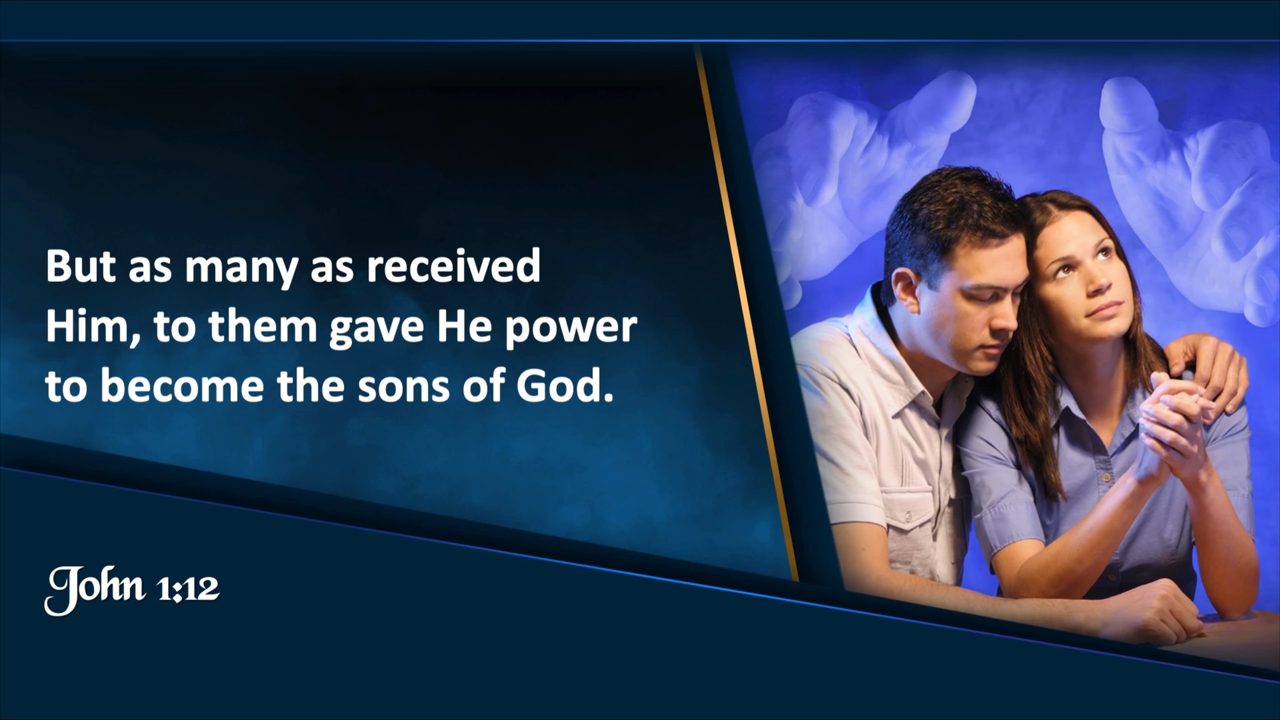 But as many as received
Him, to them gave He power
to become the sons of God.
John 1:12